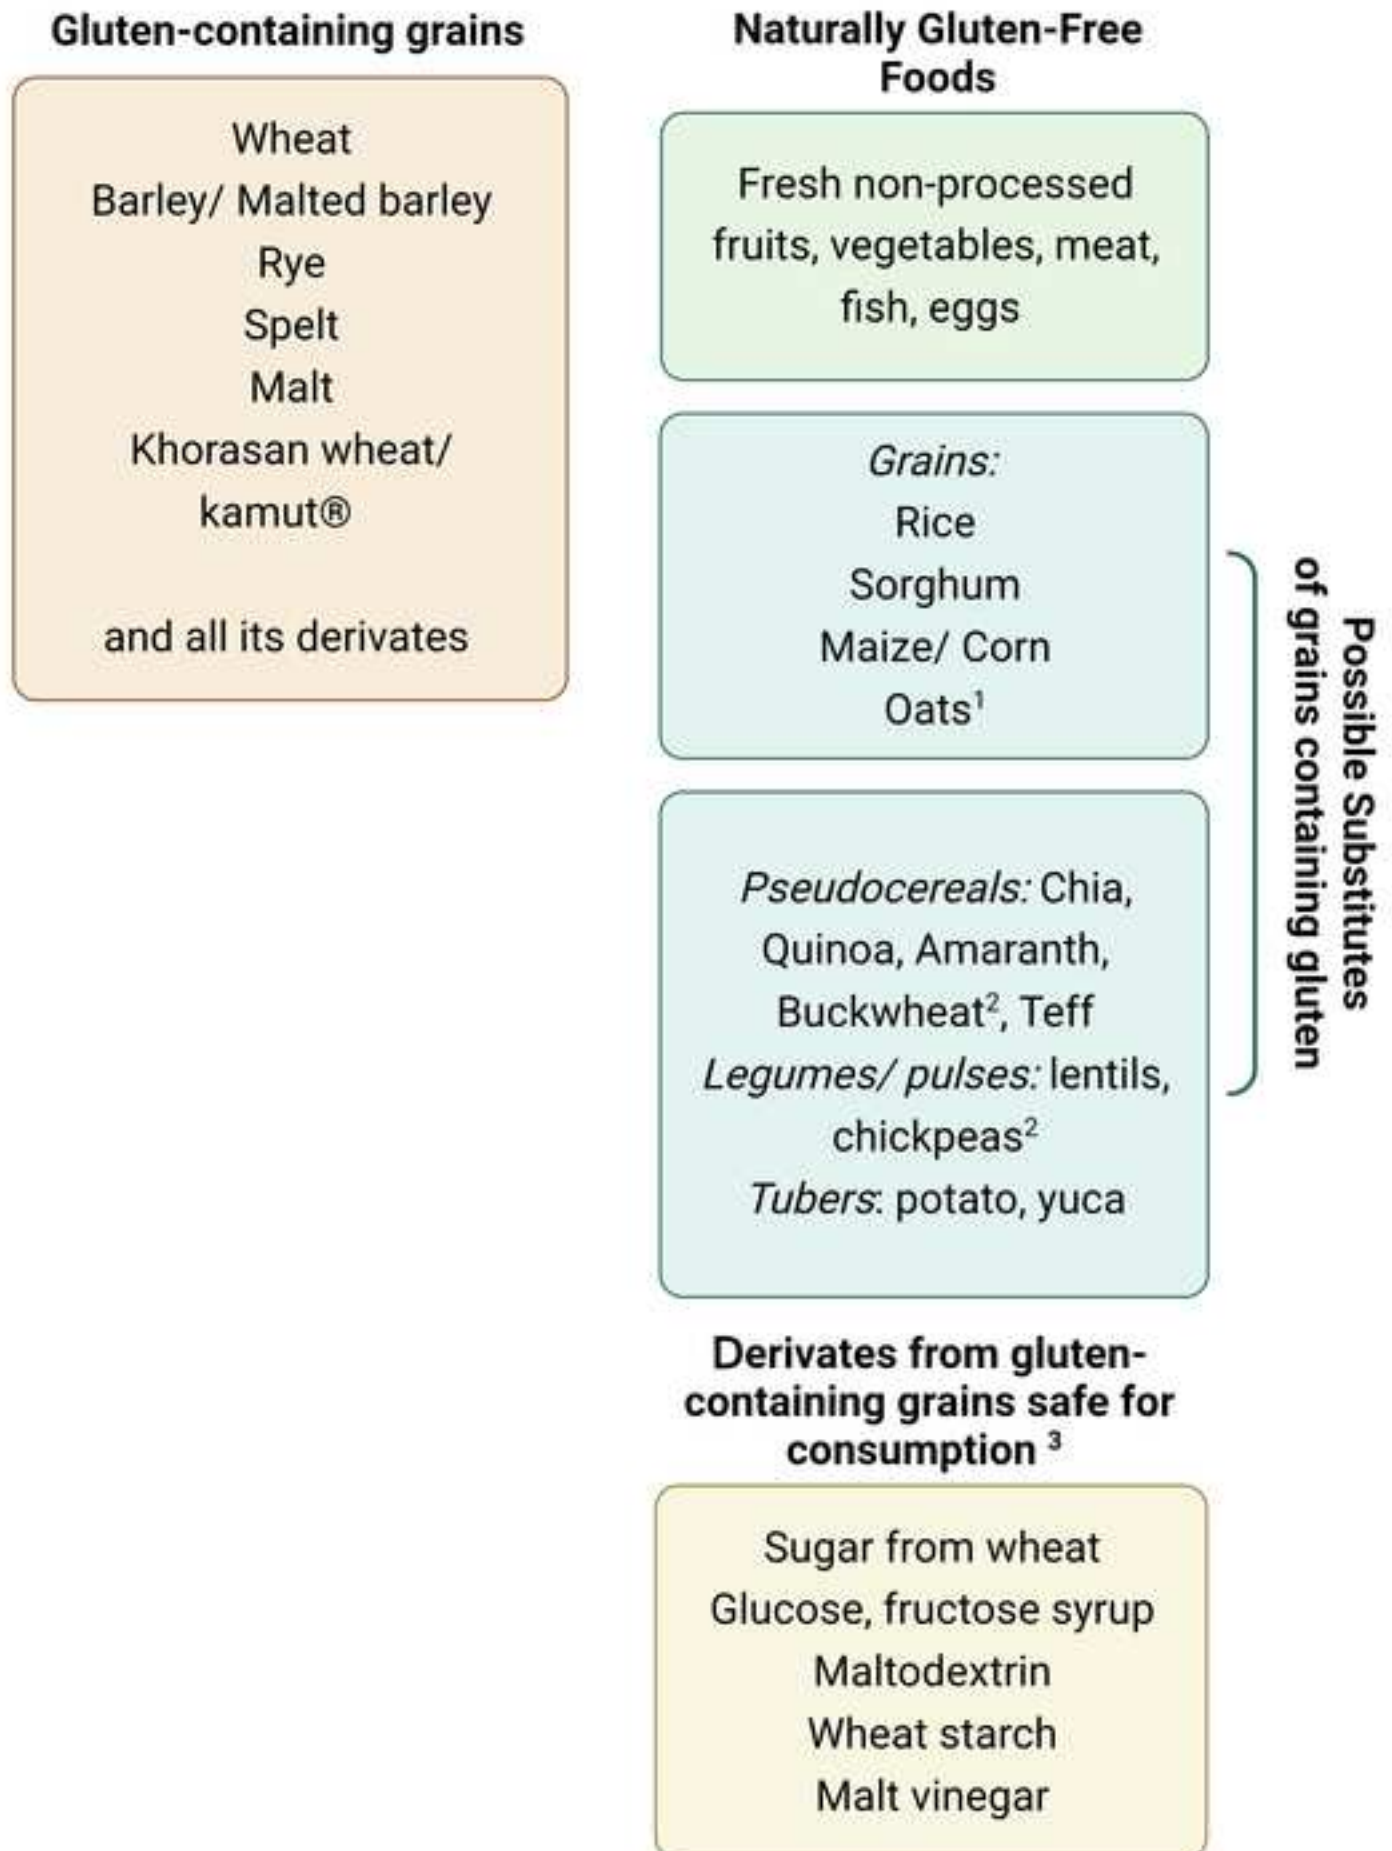 Gluten-containing grains
Wheat
Barley/ Malted barley
Rye
Spelt
Malt
Khorasan wheat/
kamut®
and all its derivates
Naturally Gluten-Free
Foods
Fresh non-processed
fruits, vegetables, meat,
fish, eggs
Grains:
Rice
Sorghum
Maize/ Corn
Oats¹
Pseudocereals: Chia,
Quinoa, Amaranth,
Buckwheat², Teff
Legumes/ pulses: lentils,
chickpeas²
Tubers: potato, yuca
Possible Substitutes
of grains containing gluten
Derivates from gluten-
containing grains safe for
consumption ³
Sugar from wheat
Glucose, fructose syrup
Maltodextrin
Wheat starch
Malt vinegar